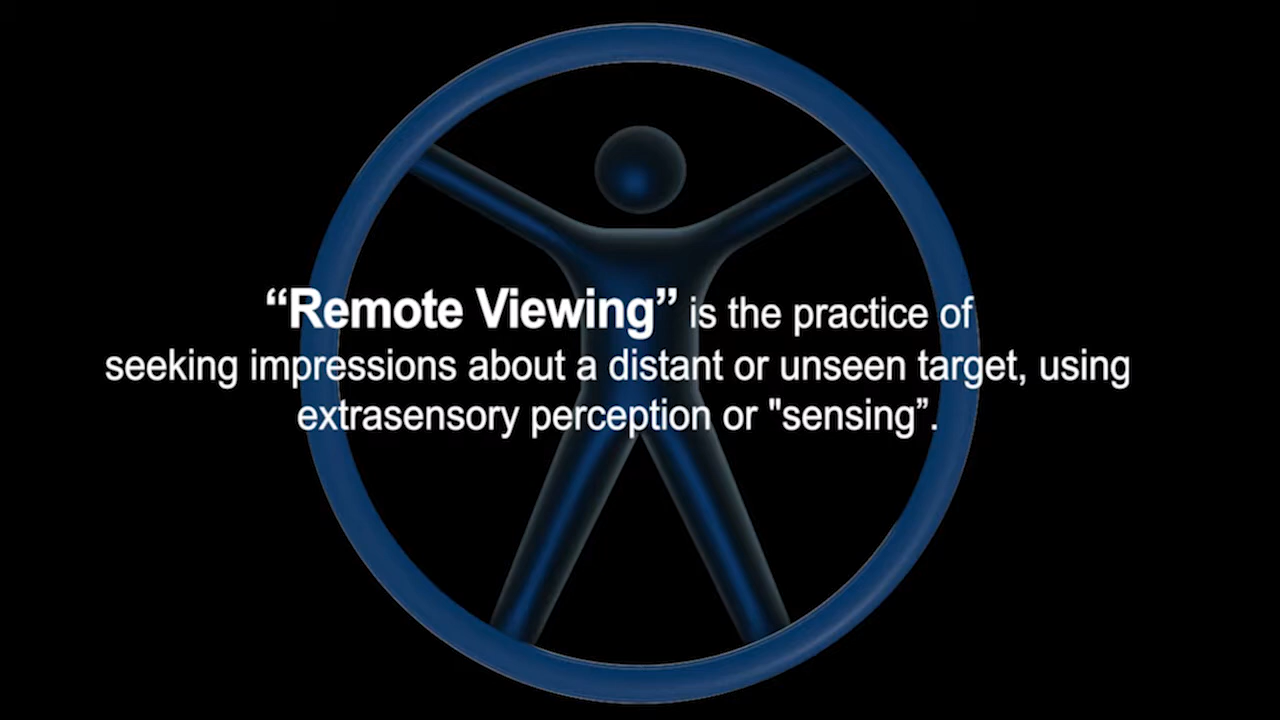 “Remote Viewing” is the practice of
seeking impressions about a distant or unseen target, using
extrasensory perception or "sensing”.